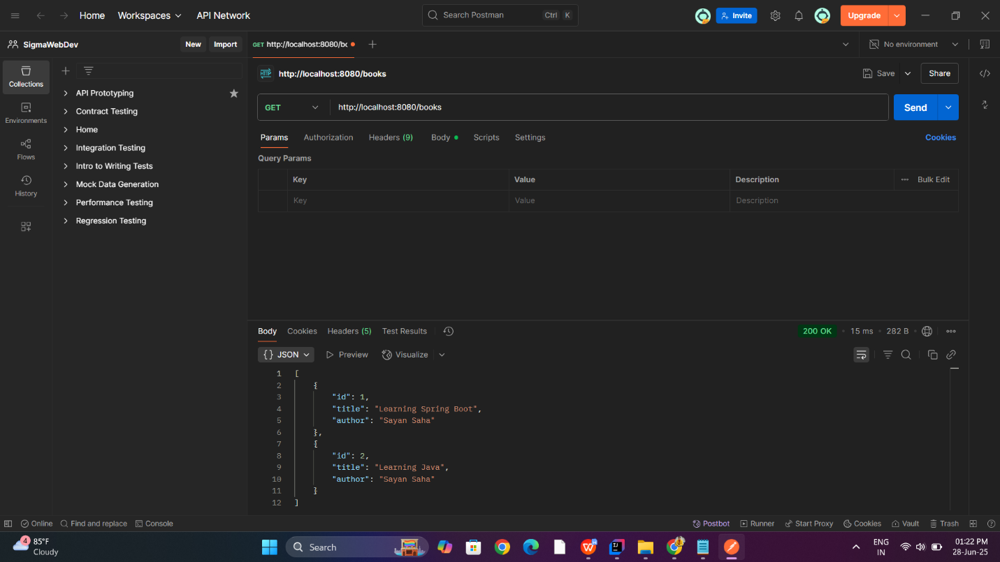 Home Workspaces API Network Search Postman Ctrl K Invite Upgrade
SigmaWebDev New Import GET http://localhost:8080/bo No environment
Collections
Environments
Flows
History
API Prototyping
Contract Testing
Home
Integration Testing
Intro to Writing Tests
Mock Data Generation
Performance Testing
Regression Testing
HTTP http://localhost:8080/books Save Share
GET http://localhost:8080/books Send
Params Authorization Headers (9) Body Scripts Settings Cookies
Query Params
Key Value Description Bulk Edit
Key Value Description
Body Cookies Headers (5) Test Results 200 OK 15 ms 282 B
{} JSON Preview Visualize
1 [
2 {
3 "id": 1,
4 "title": "Learning Spring Boot",
5 "author": "Sayan Saha"
6 },
7 {
8 "id": 2,
9 "title": "Learning Java",
10 "author": "Sayan Saha"
11 }
12 ]
Online Find and replace Console Postbot Runner Start Proxy Cookies Vault Trash
4 85°F
Cloudy
Search
ENG
IN
01:22 PM
28-Jun-25